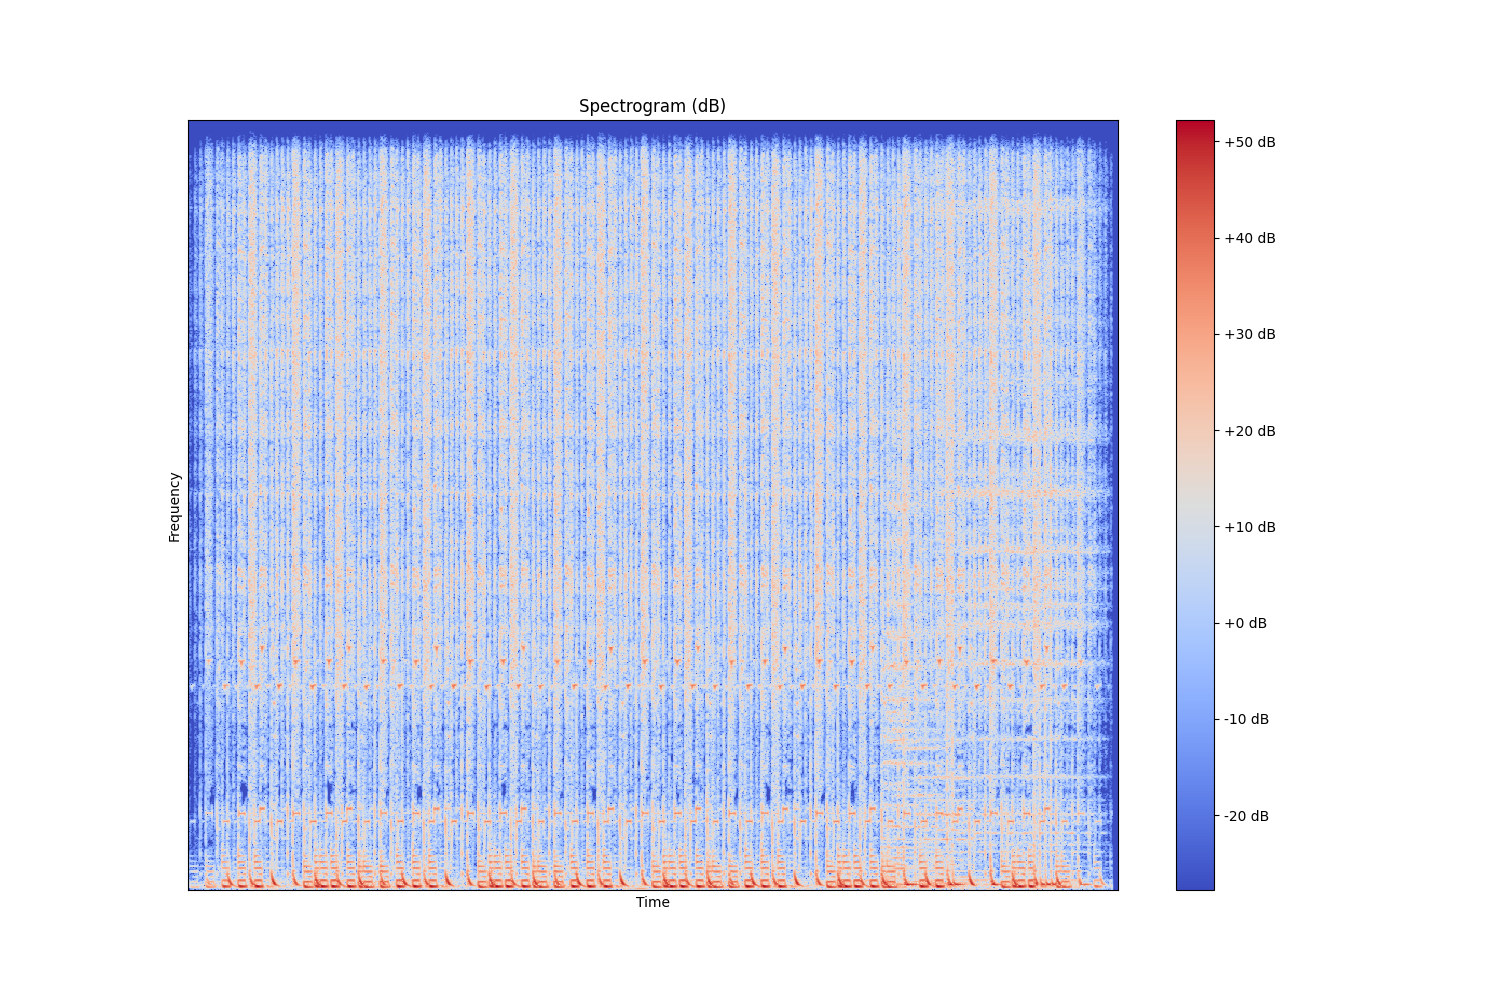 Spectrogram (dB)
Frequency
Time
+50 dB
+40 dB
+30 dB
+20 dB
+10 dB
+0 dB
-10 dB
-20 dB